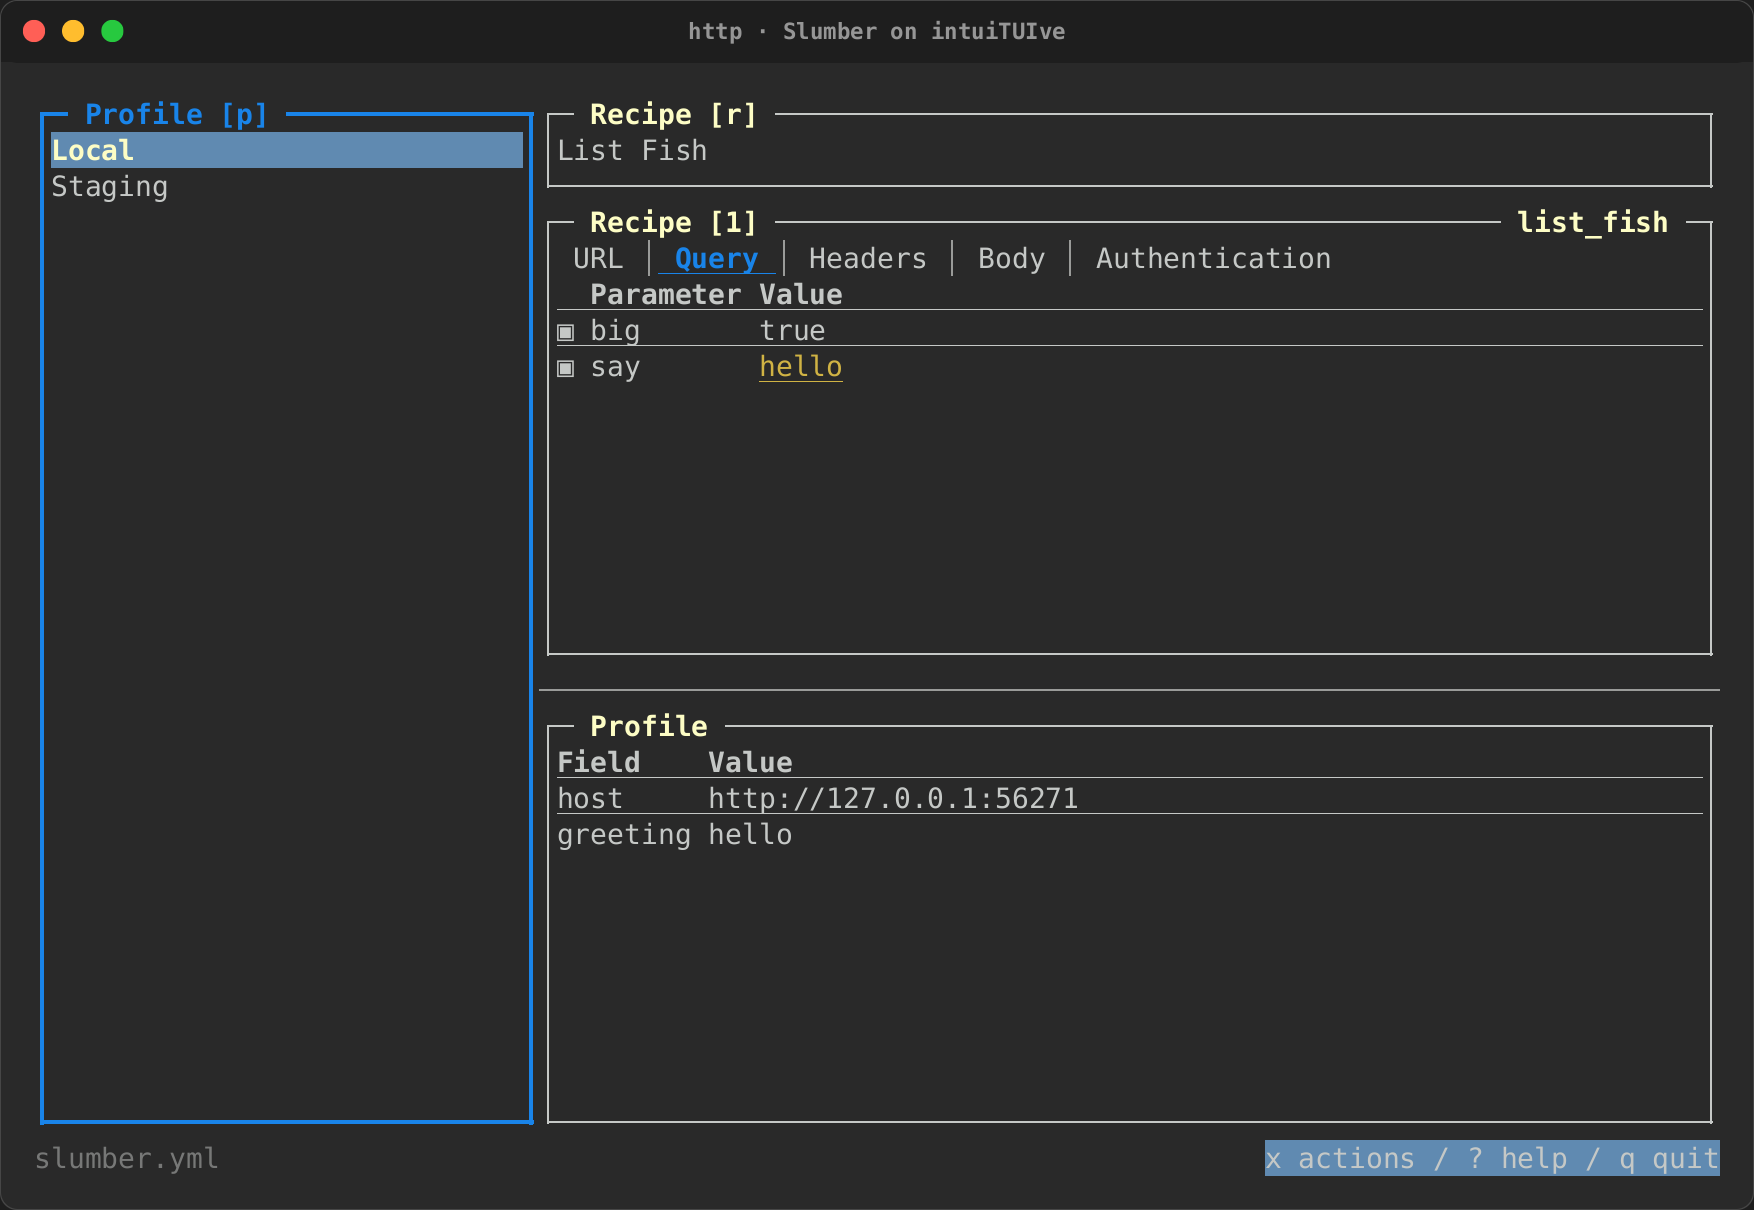 http · Slumber on intuiTUIve
Profile [p]
Local
Staging
Recipe [r]
List Fish
Recipe [1] list_fish
URL Query Headers Body Authentication
Parameter Value
▣ big true
▣ say hello
Profile
Field Value
host http://127.0.0.1:56271
greeting hello
slumber.yml
x actions / ? help / q quit